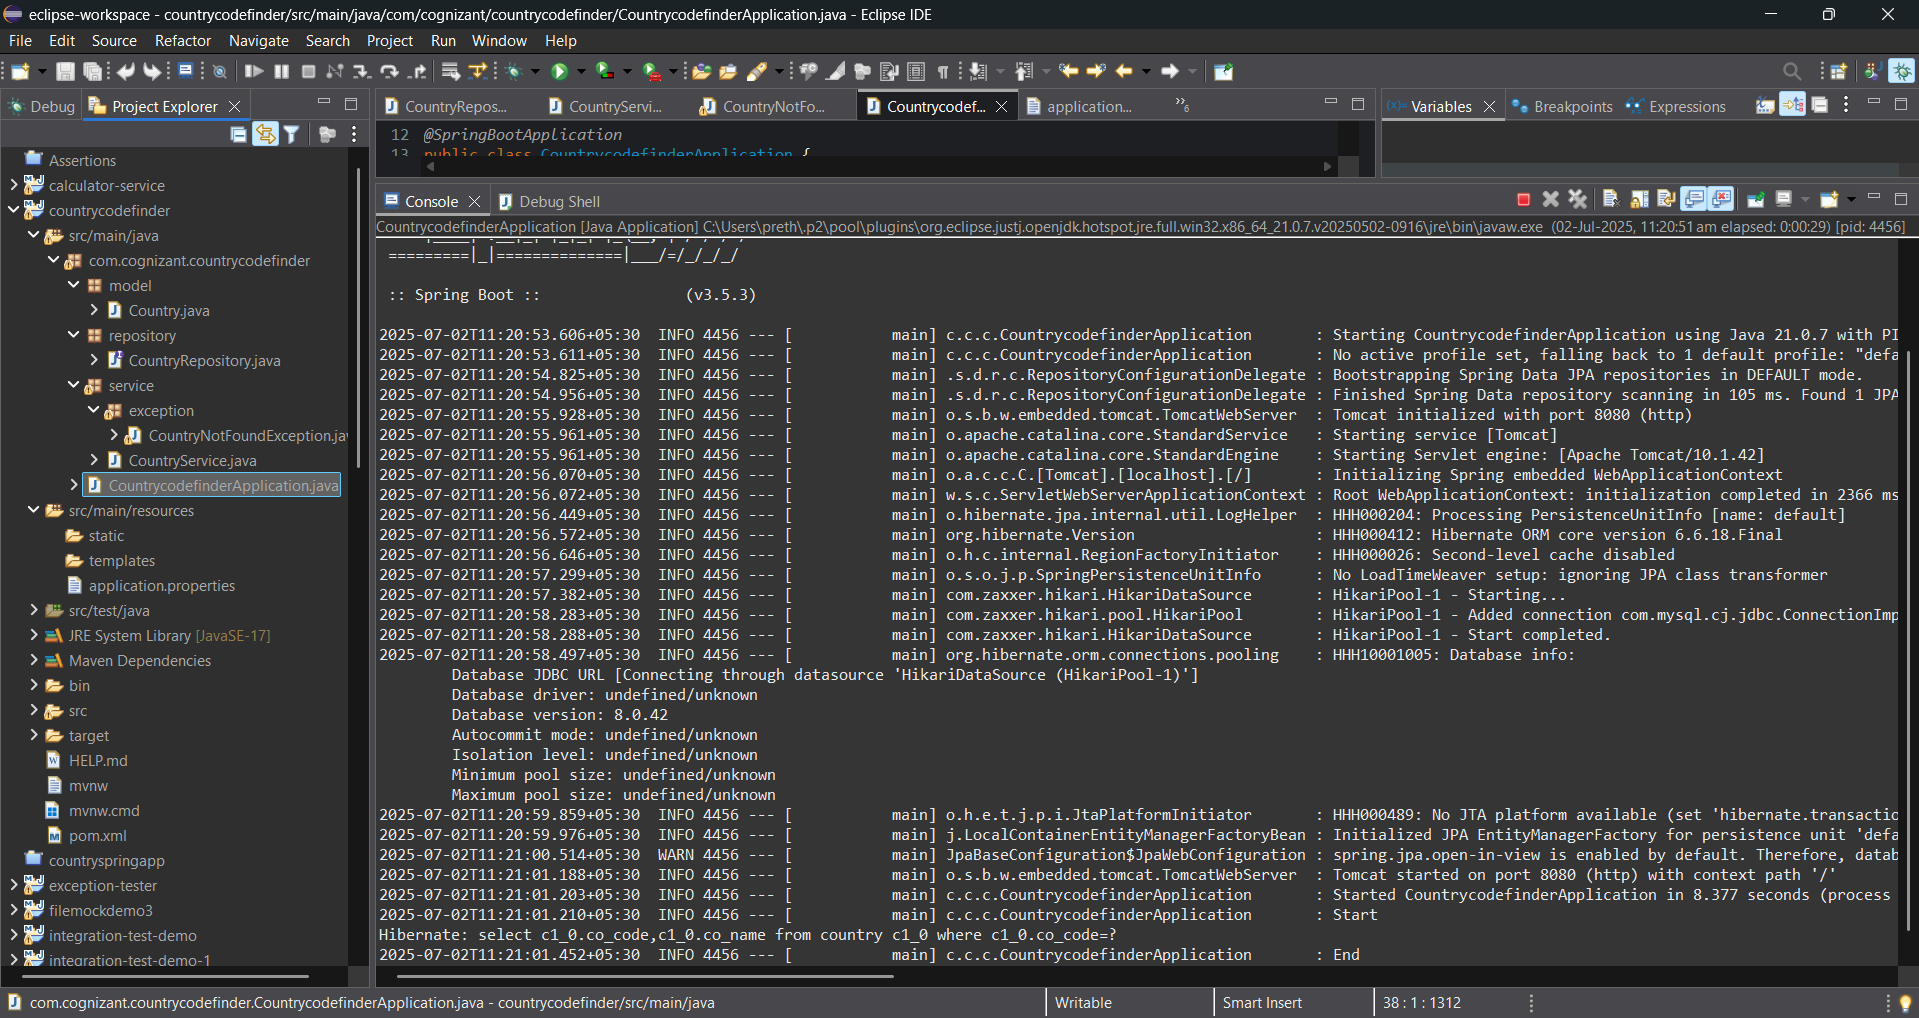 eclipse-workspace - countrycodefinder/src/main/java/com/cognizant/countrycodefinder/CountrycodefinderApplication.java - Eclipse IDE
File Edit Source Refactor Navigate Search Project Run Window Help
Debug
Project Explorer
Assertions
calculator-service
countrycodefinder
src/main/java
com.cognizant.countrycodefinder
model
Country.java
repository
CountryRepository.java
service
exception
CountryNotFoundException.jav
CountryService.java
CountrycodefinderApplication.java
src/main/resources
static
templates
application.properties
src/test/java
JRE System Library [JavaSE-17]
Maven Dependencies
bin
src
target
HELP.md
mvnw
mvnw.cmd
pom.xml
countryspringapp
exception-tester
filemockdemo3
integration-test-demo
integration-test-demo-1
CountryRepos... CountryServi... CountryNotFo... Countrycodef... application... »6
12 @SpringBootApplication
13 public class CountrycodefinderApplication {
Variables Breakpoints Expressions
Console Debug Shell
CountrycodefinderApplication [Java Application] C:\Users\preth\.p2\pool\plugins\org.eclipse.justj.openjdk.hotspot.jre.full.win32.x86_64_21.0.7.v20250502-0916\jre\bin\javaw.exe (02-Jul-2025, 11:20:51 am elapsed: 0:00:29) [pid: 4456]
=========|_|==============|___/=/_/_/_/
:: Spring Boot :: (v3.5.3)
2025-07-02T11:20:53.606+05:30 INFO 4456 --- [ main] c.c.c.CountrycodefinderApplication : Starting CountrycodefinderApplication using Java 21.0.7 with PI
2025-07-02T11:20:53.611+05:30 INFO 4456 --- [ main] c.c.c.CountrycodefinderApplication : No active profile set, falling back to 1 default profile: "defa
2025-07-02T11:20:54.825+05:30 INFO 4456 --- [ main] .s.d.r.c.RepositoryConfigurationDelegate : Bootstrapping Spring Data JPA repositories in DEFAULT mode.
2025-07-02T11:20:54.956+05:30 INFO 4456 --- [ main] .s.d.r.c.RepositoryConfigurationDelegate : Finished Spring Data repository scanning in 105 ms. Found 1 JPA
2025-07-02T11:20:55.928+05:30 INFO 4456 --- [ main] o.s.b.w.embedded.tomcat.TomcatWebServer : Tomcat initialized with port 8080 (http)
2025-07-02T11:20:55.961+05:30 INFO 4456 --- [ main] o.apache.catalina.core.StandardService : Starting service [Tomcat]
2025-07-02T11:20:55.961+05:30 INFO 4456 --- [ main] o.apache.catalina.core.StandardEngine : Starting Servlet engine: [Apache Tomcat/10.1.42]
2025-07-02T11:20:56.070+05:30 INFO 4456 --- [ main] o.a.c.c.C.[Tomcat].[localhost].[/] : Initializing Spring embedded WebApplicationContext
2025-07-02T11:20:56.072+05:30 INFO 4456 --- [ main] w.s.c.ServletWebServerApplicationContext : Root WebApplicationContext: initialization completed in 2366 ms
2025-07-02T11:20:56.449+05:30 INFO 4456 --- [ main] o.hibernate.jpa.internal.util.LogHelper : HHH000204: Processing PersistenceUnitInfo [name: default]
2025-07-02T11:20:56.572+05:30 INFO 4456 --- [ main] org.hibernate.Version : HHH000412: Hibernate ORM core version 6.6.18.Final
2025-07-02T11:20:56.646+05:30 INFO 4456 --- [ main] o.h.c.internal.RegionFactoryInitiator : HHH000026: Second-level cache disabled
2025-07-02T11:20:57.299+05:30 INFO 4456 --- [ main] o.s.o.j.p.SpringPersistenceUnitInfo : No LoadTimeWeaver setup: ignoring JPA class transformer
2025-07-02T11:20:57.382+05:30 INFO 4456 --- [ main] com.zaxxer.hikari.HikariDataSource : HikariPool-1 - Starting...
2025-07-02T11:20:58.283+05:30 INFO 4456 --- [ main] com.zaxxer.hikari.pool.HikariPool : HikariPool-1 - Added connection com.mysql.cj.jdbc.ConnectionImp
2025-07-02T11:20:58.288+05:30 INFO 4456 --- [ main] com.zaxxer.hikari.HikariDataSource : HikariPool-1 - Start completed.
2025-07-02T11:20:58.497+05:30 INFO 4456 --- [ main] org.hibernate.orm.connections.pooling : HHH10001005: Database info:
Database JDBC URL [Connecting through datasource 'HikariDataSource (HikariPool-1)']
Database driver: undefined/unknown
Database version: 8.0.42
Autocommit mode: undefined/unknown
Isolation level: undefined/unknown
Minimum pool size: undefined/unknown
Maximum pool size: undefined/unknown
2025-07-02T11:20:59.859+05:30 INFO 4456 --- [ main] o.h.e.t.j.p.i.JtaPlatformInitiator : HHH000489: No JTA platform available (set 'hibernate.transactio
2025-07-02T11:20:59.976+05:30 INFO 4456 --- [ main] j.LocalContainerEntityManagerFactoryBean : Initialized JPA EntityManagerFactory for persistence unit 'defa
2025-07-02T11:21:00.514+05:30 WARN 4456 --- [ main] JpaBaseConfiguration$JpaWebConfiguration : spring.jpa.open-in-view is enabled by default. Therefore, datab
2025-07-02T11:21:01.188+05:30 INFO 4456 --- [ main] o.s.b.w.embedded.tomcat.TomcatWebServer : Tomcat started on port 8080 (http) with context path '/'
2025-07-02T11:21:01.203+05:30 INFO 4456 --- [ main] c.c.c.CountrycodefinderApplication : Started CountrycodefinderApplication in 8.377 seconds (process
2025-07-02T11:21:01.210+05:30 INFO 4456 --- [ main] c.c.c.CountrycodefinderApplication : Start
Hibernate: select c1_0.co_code,c1_0.co_name from country c1_0 where c1_0.co_code=?
2025-07-02T11:21:01.452+05:30 INFO 4456 --- [ main] c.c.c.CountrycodefinderApplication : End
com.cognizant.countrycodefinder.CountrycodefinderApplication.java - countrycodefinder/src/main/java
Writable
Smart Insert
38 : 1 : 1312